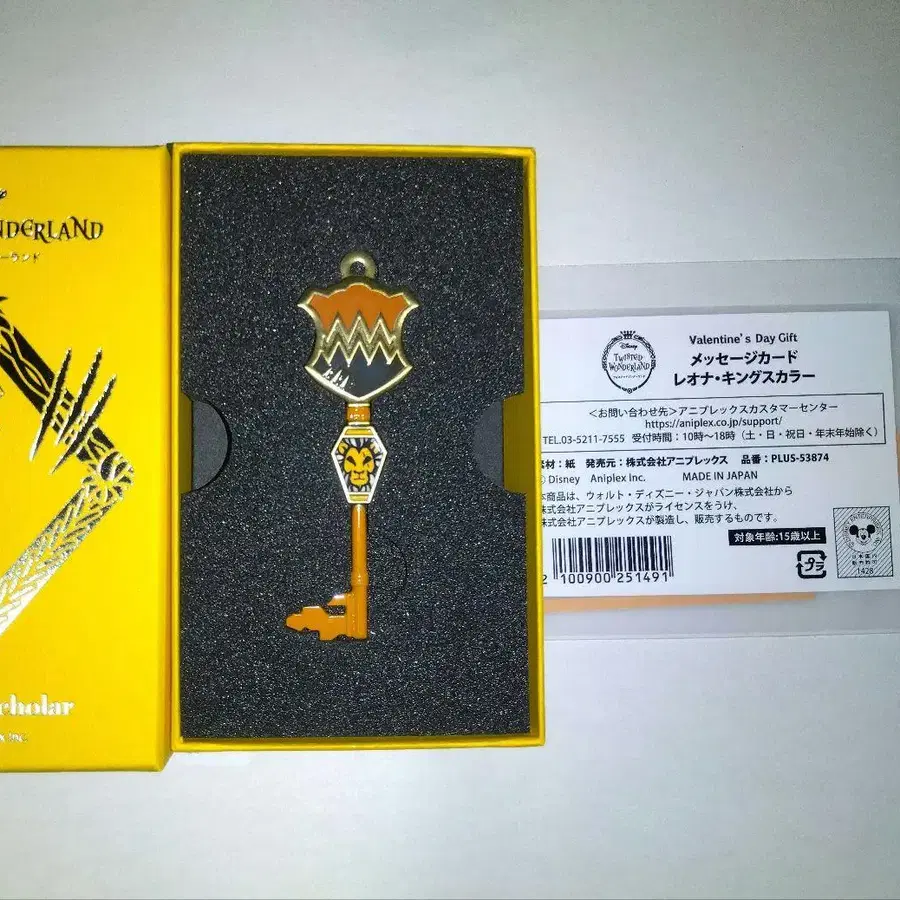 NDERLAND
ーランド
cholar
Valentine's Day Gift
メッセージカード
レオナ・キングスカラー
Disney
TWISTED
WONDERLAND
＜お問い合わせ先＞アニプレックスカスタマーセンター
https://aniplex.co.jp/support/
TEL.03-5211-7555 受付時間：10時～18時（土・日・祝日・年末年始除く）
素材：紙 発売元：株式会社アニプレックス 品番：PLUS-53874
Disney Aniplex Inc. MADE IN JAPAN
本商品は、ウォルト・ディズニー・ジャパン株式会社から
株式会社アニプレックスがライセンスをうけ、
株式会社アニプレックスが製造し、販売するものです。
対象年齢：15歳以上
2 100900 251491
プラ
1428